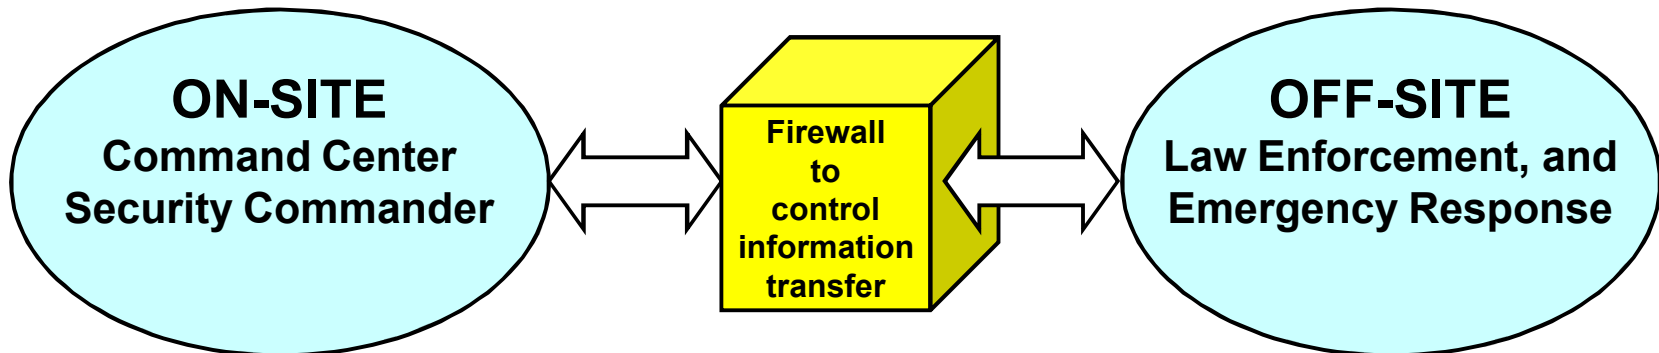 ON-SITE
Command Center
Security Commander
Firewall
to
control
information
transfer
OFF-SITE
Law Enforcement, and
Emergency Response